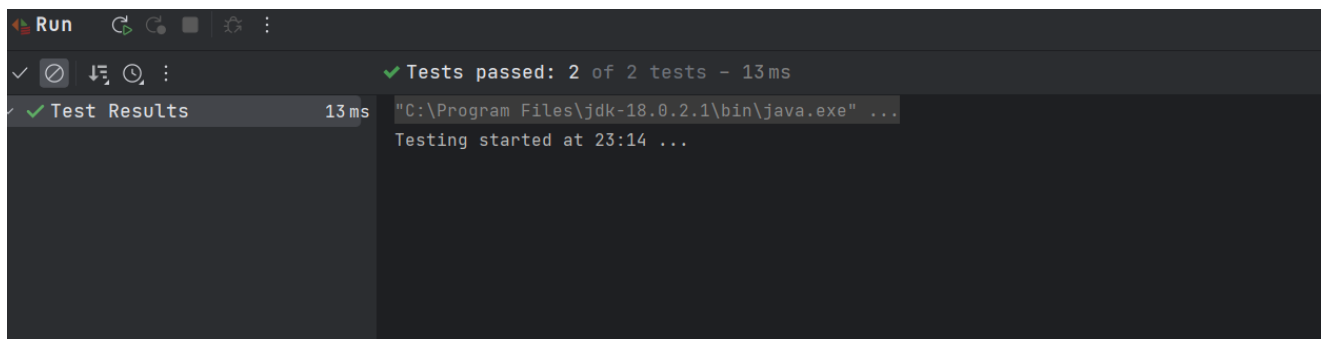 Run
Tests passed: 2 of 2 tests – 13 ms
Test Results 13 ms
"C:\Program Files\jdk-18.0.2.1\bin\java.exe" ...
Testing started at 23:14 ...